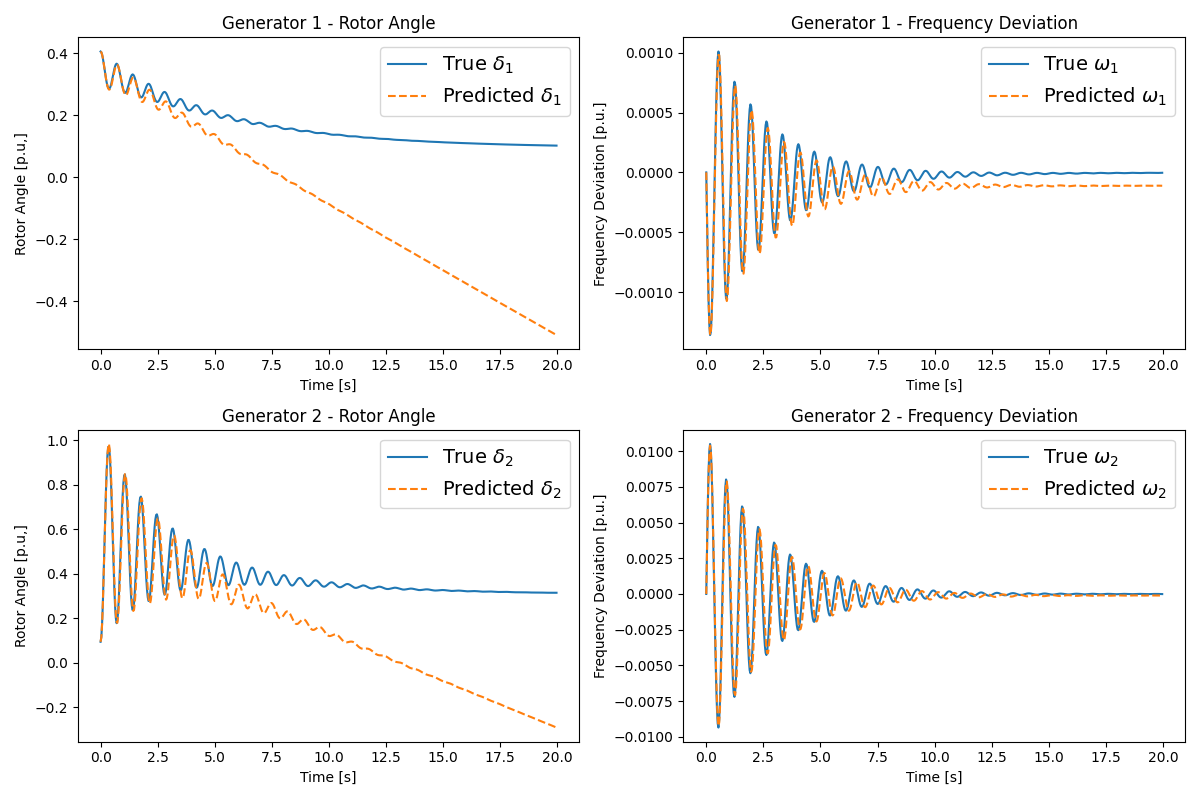 Generator 1 - Rotor Angle
0.4
0.2
0.0
−0.2
−0.4
Rotor Angle [p.u,]
True δ1
Predicted δ1
0.0 2.5 5.0 7.5 10.0 12.5 15.0 17.5 20.0
Time [s]
Generator 1 - Frequency Deviation
0.0010
0.0005
0.0000
−0.0005
−0.0010
Frequency Deviation [p.u.]
True ω1
Predicted ω1
0.0 2.5 5.0 7.5 10.0 12.5 15.0 17.5 20.0
Time [s]
Generator 2 - Rotor Angle
1.0
0.8
0.6
0.4
0.2
0.0
−0.2
Rotor Angle [p.u,]
True δ2
Predicted δ2
0.0 2.5 5.0 7.5 10.0 12.5 15.0 17.5 20.0
Time [s]
Generator 2 - Frequency Deviation
0.0100
0.0075
0.0050
0.0025
0.0000
−0.0025
−0.0050
−0.0075
−0.0100
Frequency Deviation [p.u.]
True ω2
Predicted ω2
0.0 2.5 5.0 7.5 10.0 12.5 15.0 17.5 20.0
Time [s]